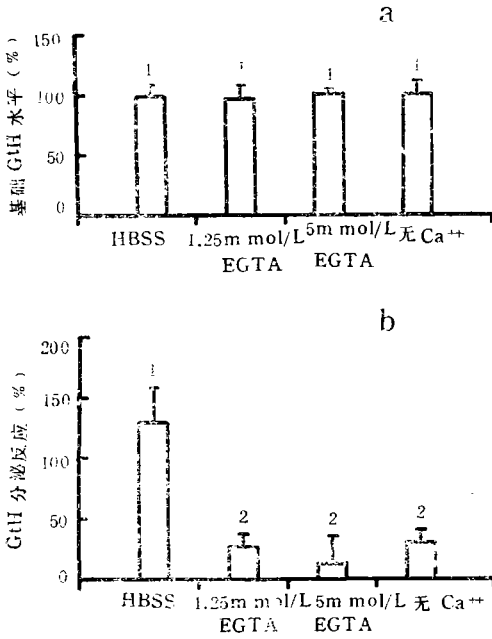 a
基础 GtH 水平 (%)
150
100
50
0
1 1 1 1
HBSS 1.25m mol/L 5m mol/L 无 Ca++
EGTA EGTA
b
GtH 分泌反应 (%)
200
150
100
50
0
1
2 2 2
HBSS 1.25m mol/L 5m mol/L 无 Ca++
EGTA EGTA